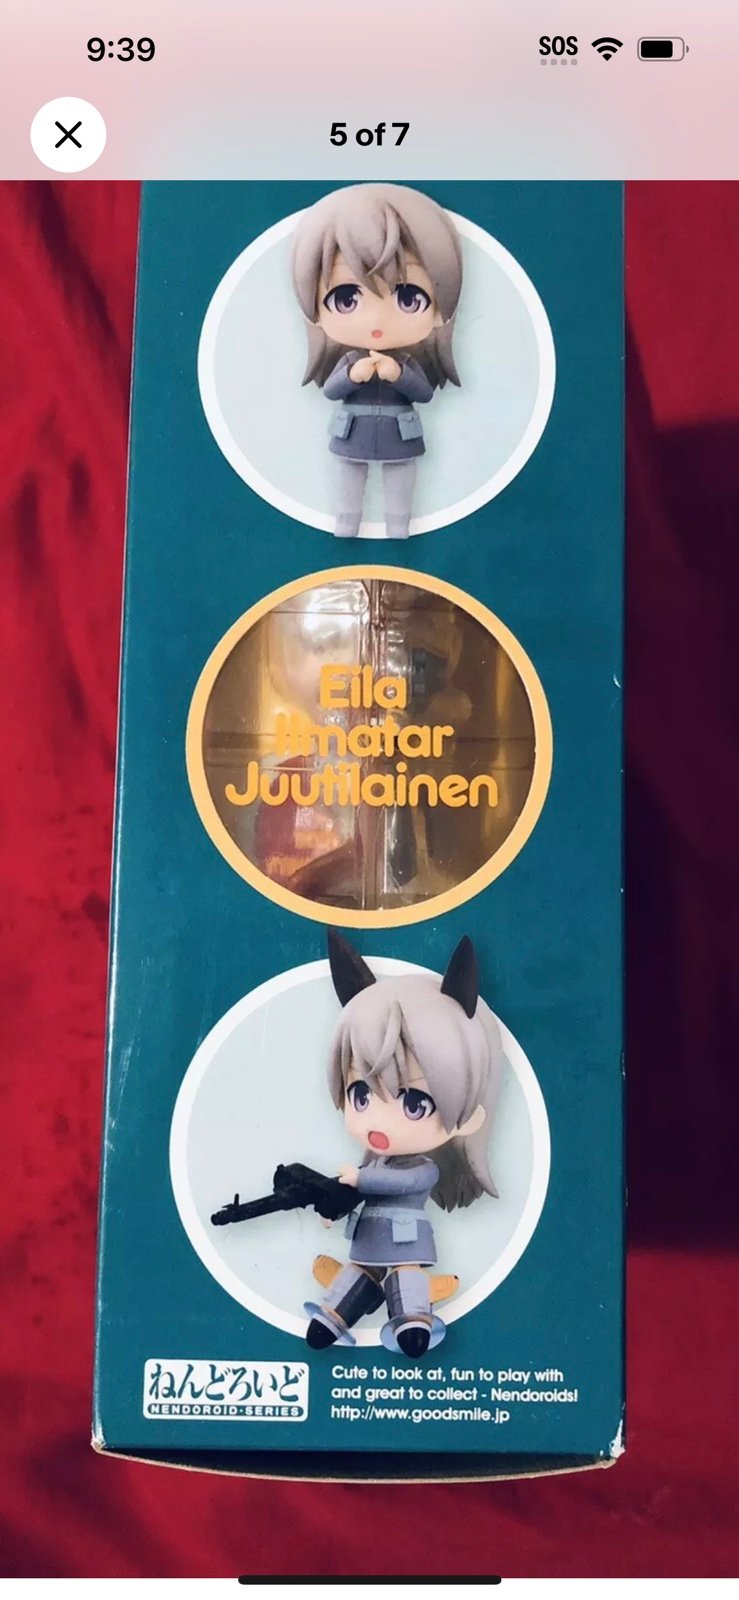 9:39
SOS
5 of 7
Eila
Ilmatar
Juutilainen
ねんどろいど
NENDOROID·SERIES
Cute to look at, fun to play with
and great to collect - Nendoroids!
http://www.goodsmile.jp